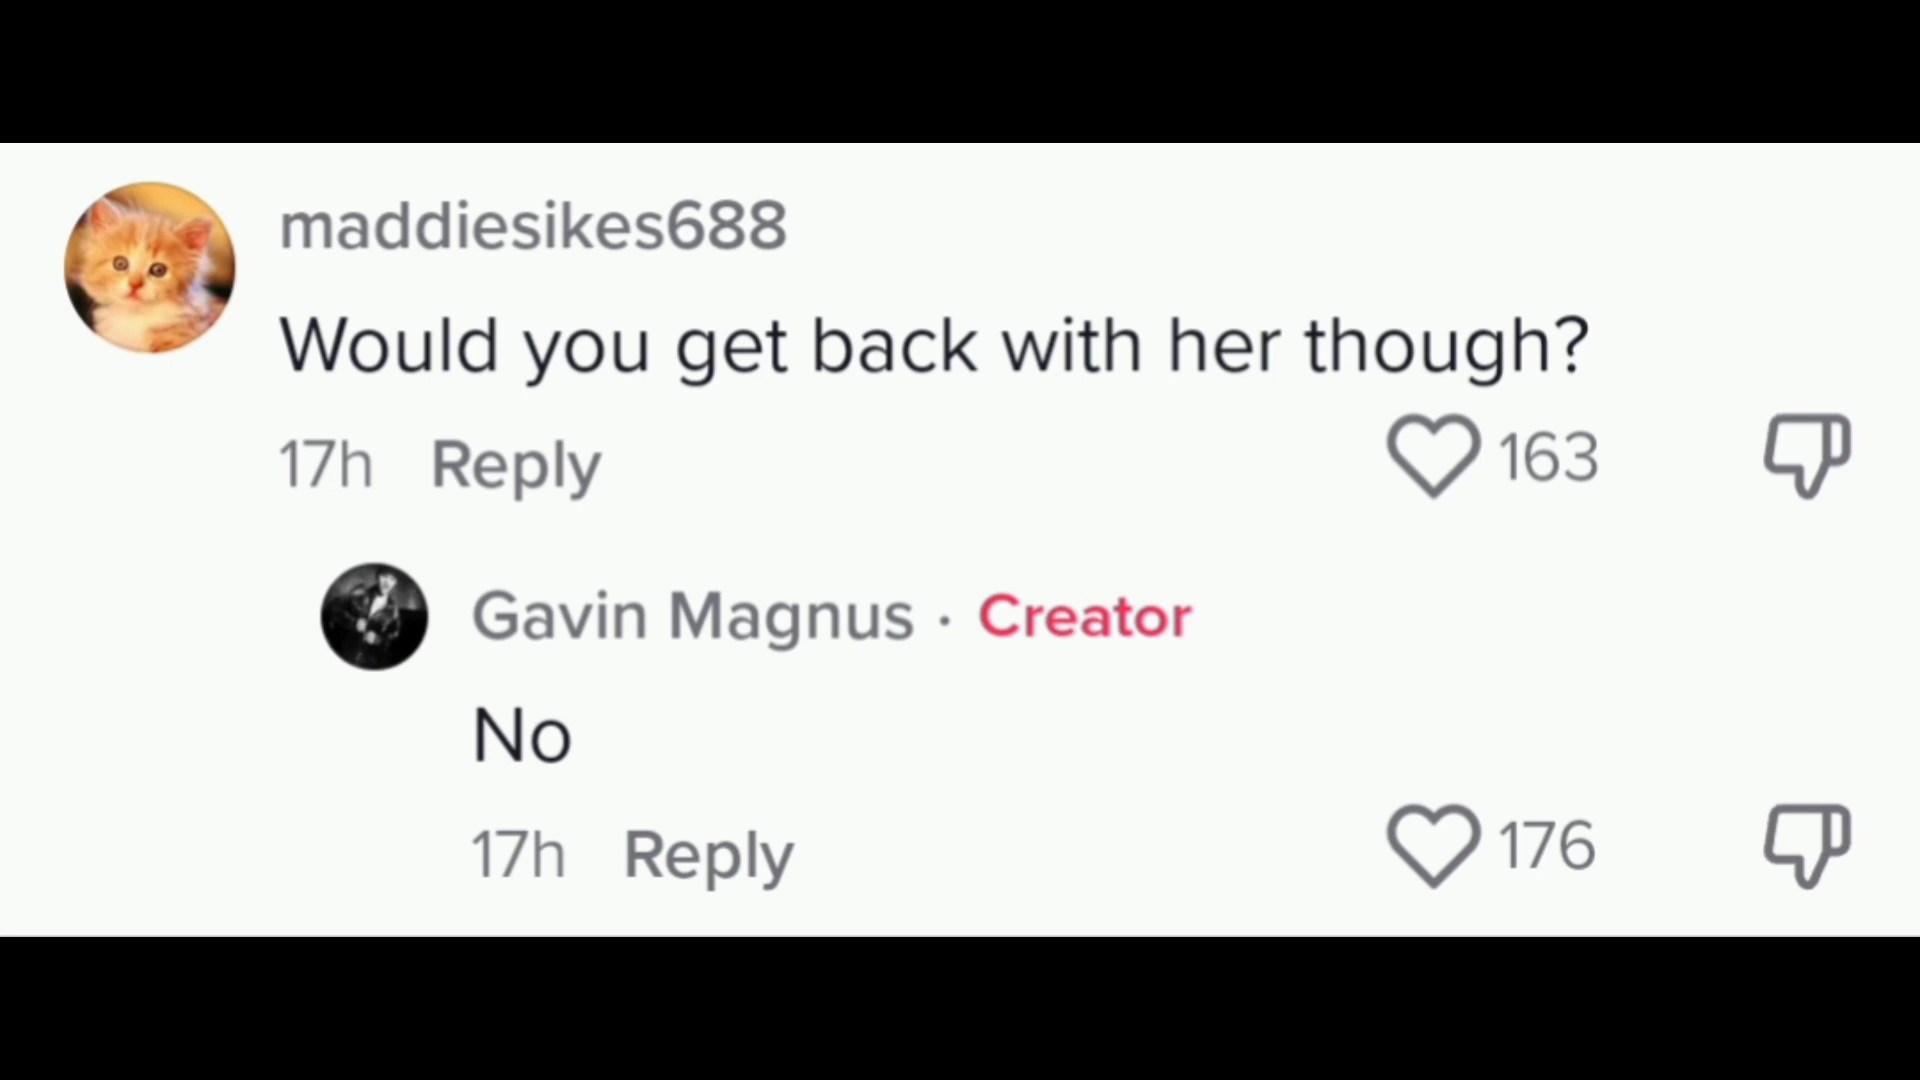 maddiesikes688
Would you get back with her though?
17h Reply 163
Gavin Magnus · Creator
No
17h Reply 176